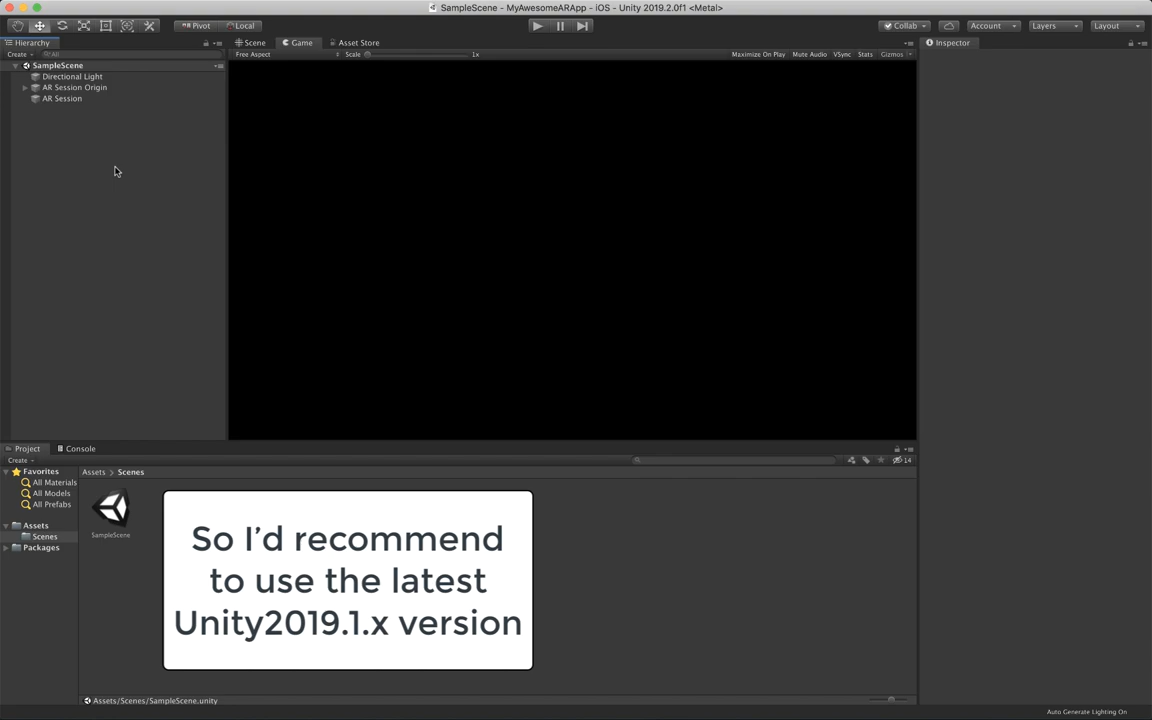 SampleScene - MyAwesomeARApp - iOS - Unity 2019.2.0f1 <Metal>
Pivot Local Collab Account Layers Layout
Hierarchy Scene Game Asset Store Inspector
Create All Free Aspect Scale 1x Maximize On Play Mute Audio VSync Stats Gizmos
SampleScene
Directional Light
AR Session Origin
AR Session
Project Console
Create 14
Favorites Assets > Scenes
All Materials
All Models
All Prefabs
Assets
Scenes
Packages
SampleScene
So I’d recommend
to use the latest
Unity2019.1.x version
Assets/Scenes/SampleScene.unity
Auto Generate Lighting On